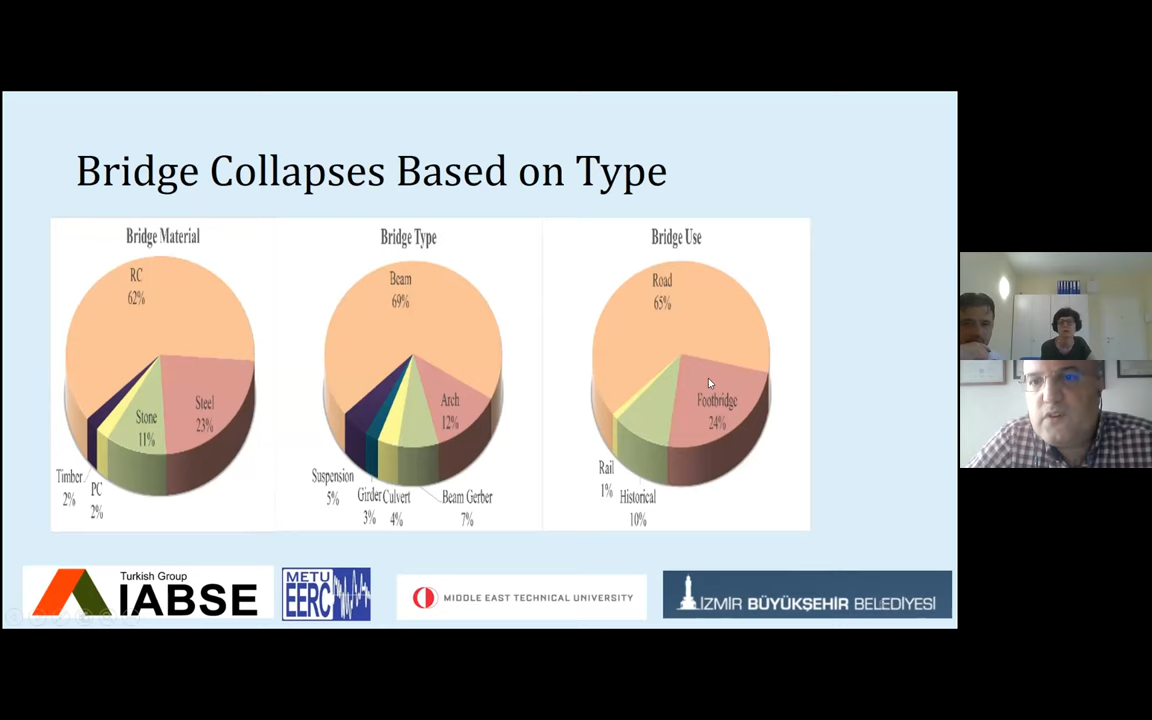 Bridge Collapses Based on Type
Bridge Material
RC
62%
Steel
23%
Stone
11%
Timber
2%
PC
2%
Bridge Type
Beam
69%
Arch
12%
Suspension
5%
Girder
3%
Culvert
4%
Beam Gerber
7%
Bridge Use
Road
65%
Footbridge
24%
Rail
1%
Historical
10%
Turkish Group
IABSE
METU
EERC
MIDDLE EAST TECHNICAL UNIVERSITY
İZMİR BÜYÜKŞEHİR BELEDİYESİ